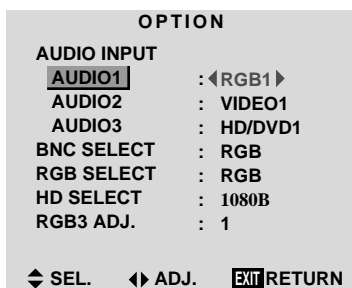 OPTION
AUDIO INPUT
AUDIO1 : ◀RGB1▶
AUDIO2 : VIDEO1
AUDIO3 : HD/DVD1
BNC SELECT : RGB
RGB SELECT : RGB
HD SELECT : 1080B
RGB3 ADJ. : 1
SEL. ADJ. EXIT RETURN